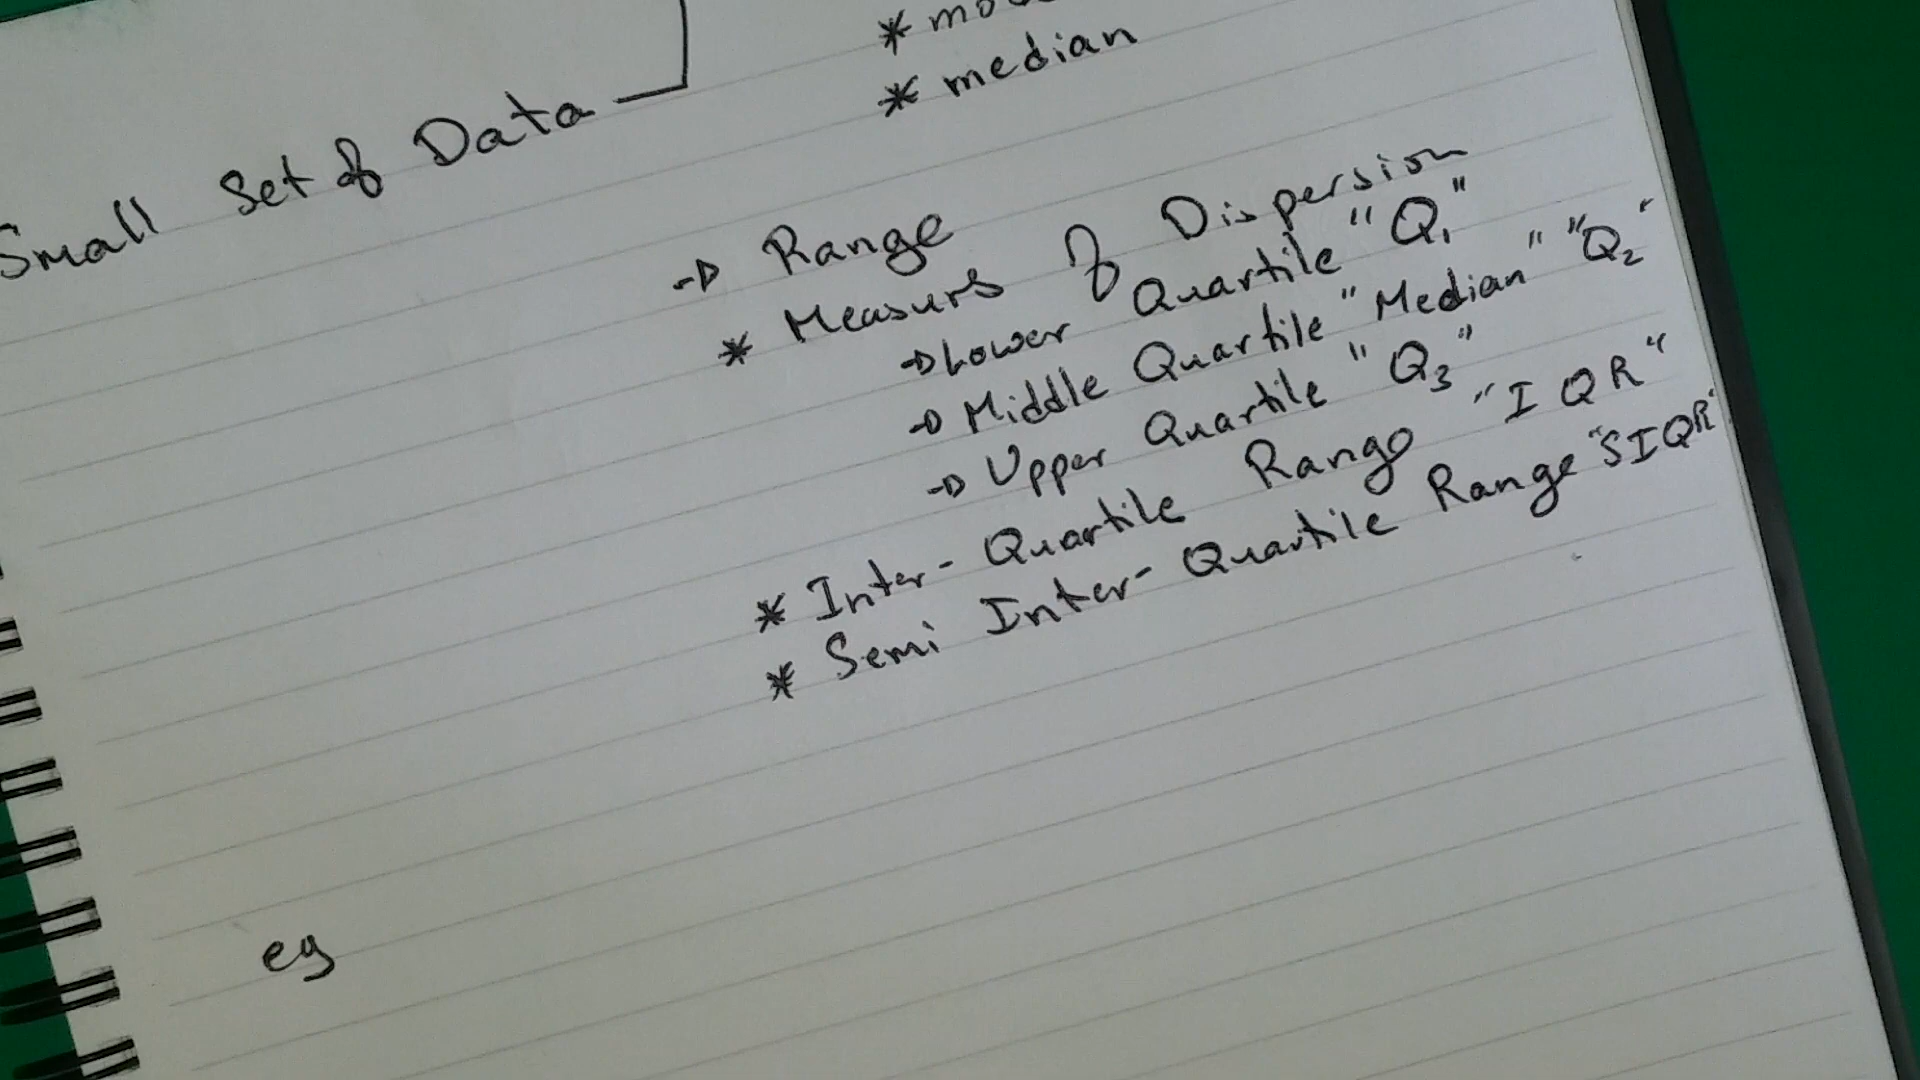 * median
Small Set of Data
-> Range
* Measurs of Dispersion
-> Lower Quartile "Q1"
-> Middle Quartile "Median" "Q2"
-> Upper Quartile "Q3"
* Inter-Quartile Range "IQR"
* Semi Inter-Quartile Range "SIQR"
eg